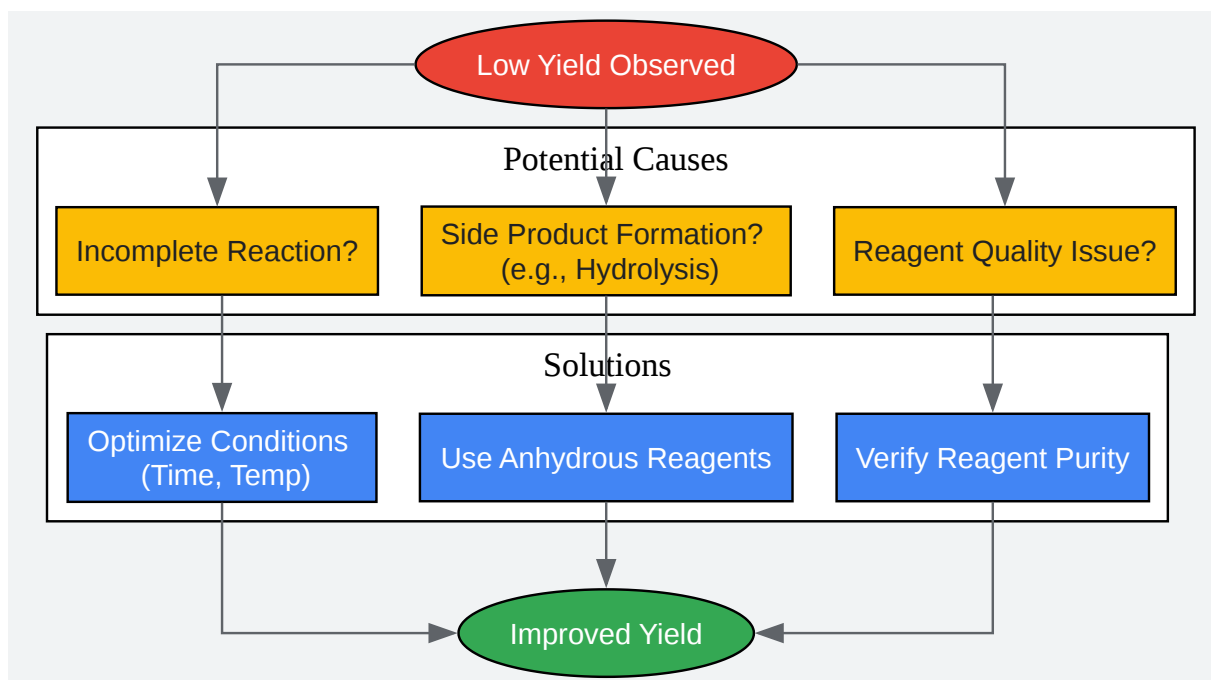 Low Yield Observed
Potential Causes
Incomplete Reaction?
Side Product Formation?
(e.g., Hydrolysis)
Reagent Quality Issue?
Solutions
Optimize Conditions
(Time, Temp)
Use Anhydrous Reagents
Verify Reagent Purity
Improved Yield